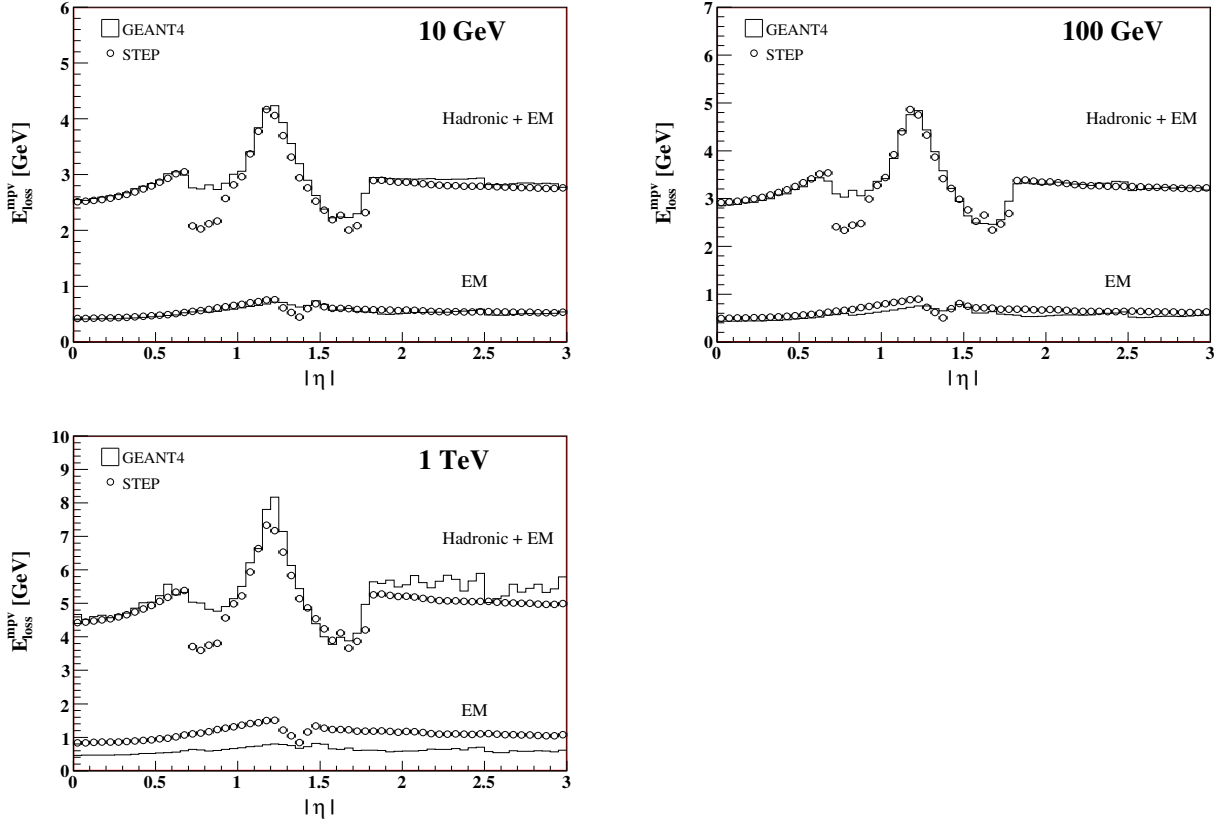 10 GeV
GEANT4
STEP
Hadronic + EM
EM
E_loss^mpv [GeV]
6
5
4
3
2
1
0
0 0.5 1 1.5 2 2.5 3
|η|
100 GeV
GEANT4
STEP
Hadronic + EM
EM
E_loss^mpv [GeV]
7
6
5
4
3
2
1
0
0 0.5 1 1.5 2 2.5 3
|η|
1 TeV
GEANT4
STEP
Hadronic + EM
EM
E_loss^mpv [GeV]
10
9
8
7
6
5
4
3
2
1
0
0 0.5 1 1.5 2 2.5 3
|η|